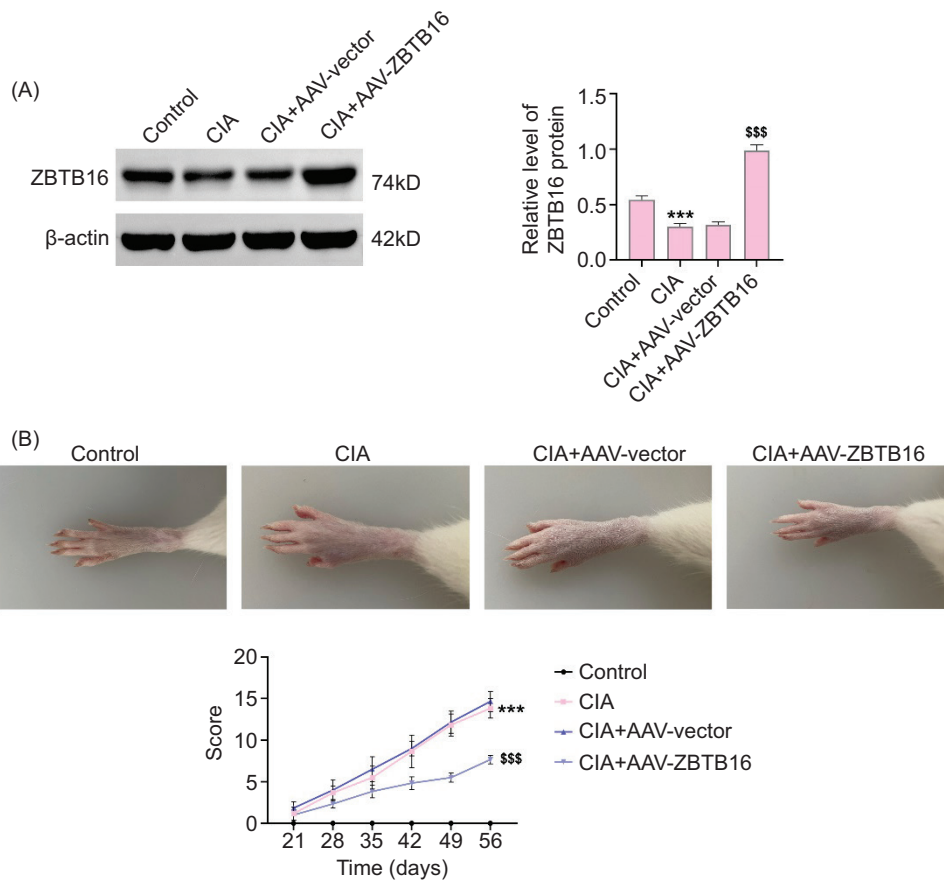 (A)
Control
CIA
CIA+AAV-vector
CIA+AAV-ZBTB16
ZBTB16
74kD
β-actin
42kD
Relative level of
ZBTB16 protein
1.5
1.0
0.5
0.0
***
$$$
Control
CIA
CIA+AAV-vector
CIA+AAV-ZBTB16
(B)
Control
CIA
CIA+AAV-vector
CIA+AAV-ZBTB16
Score
20
15
10
5
0
21 28 35 42 49 56
Time (days)
***
$$$
Control
CIA
CIA+AAV-vector
CIA+AAV-ZBTB16